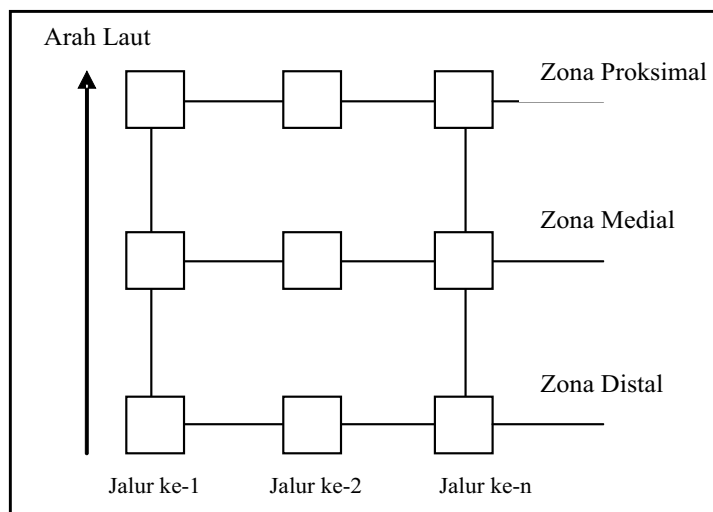 Arah Laut
Zona Proksimal
Zona Medial
Zona Distal
Jalur ke-1 Jalur ke-2 Jalur ke-n